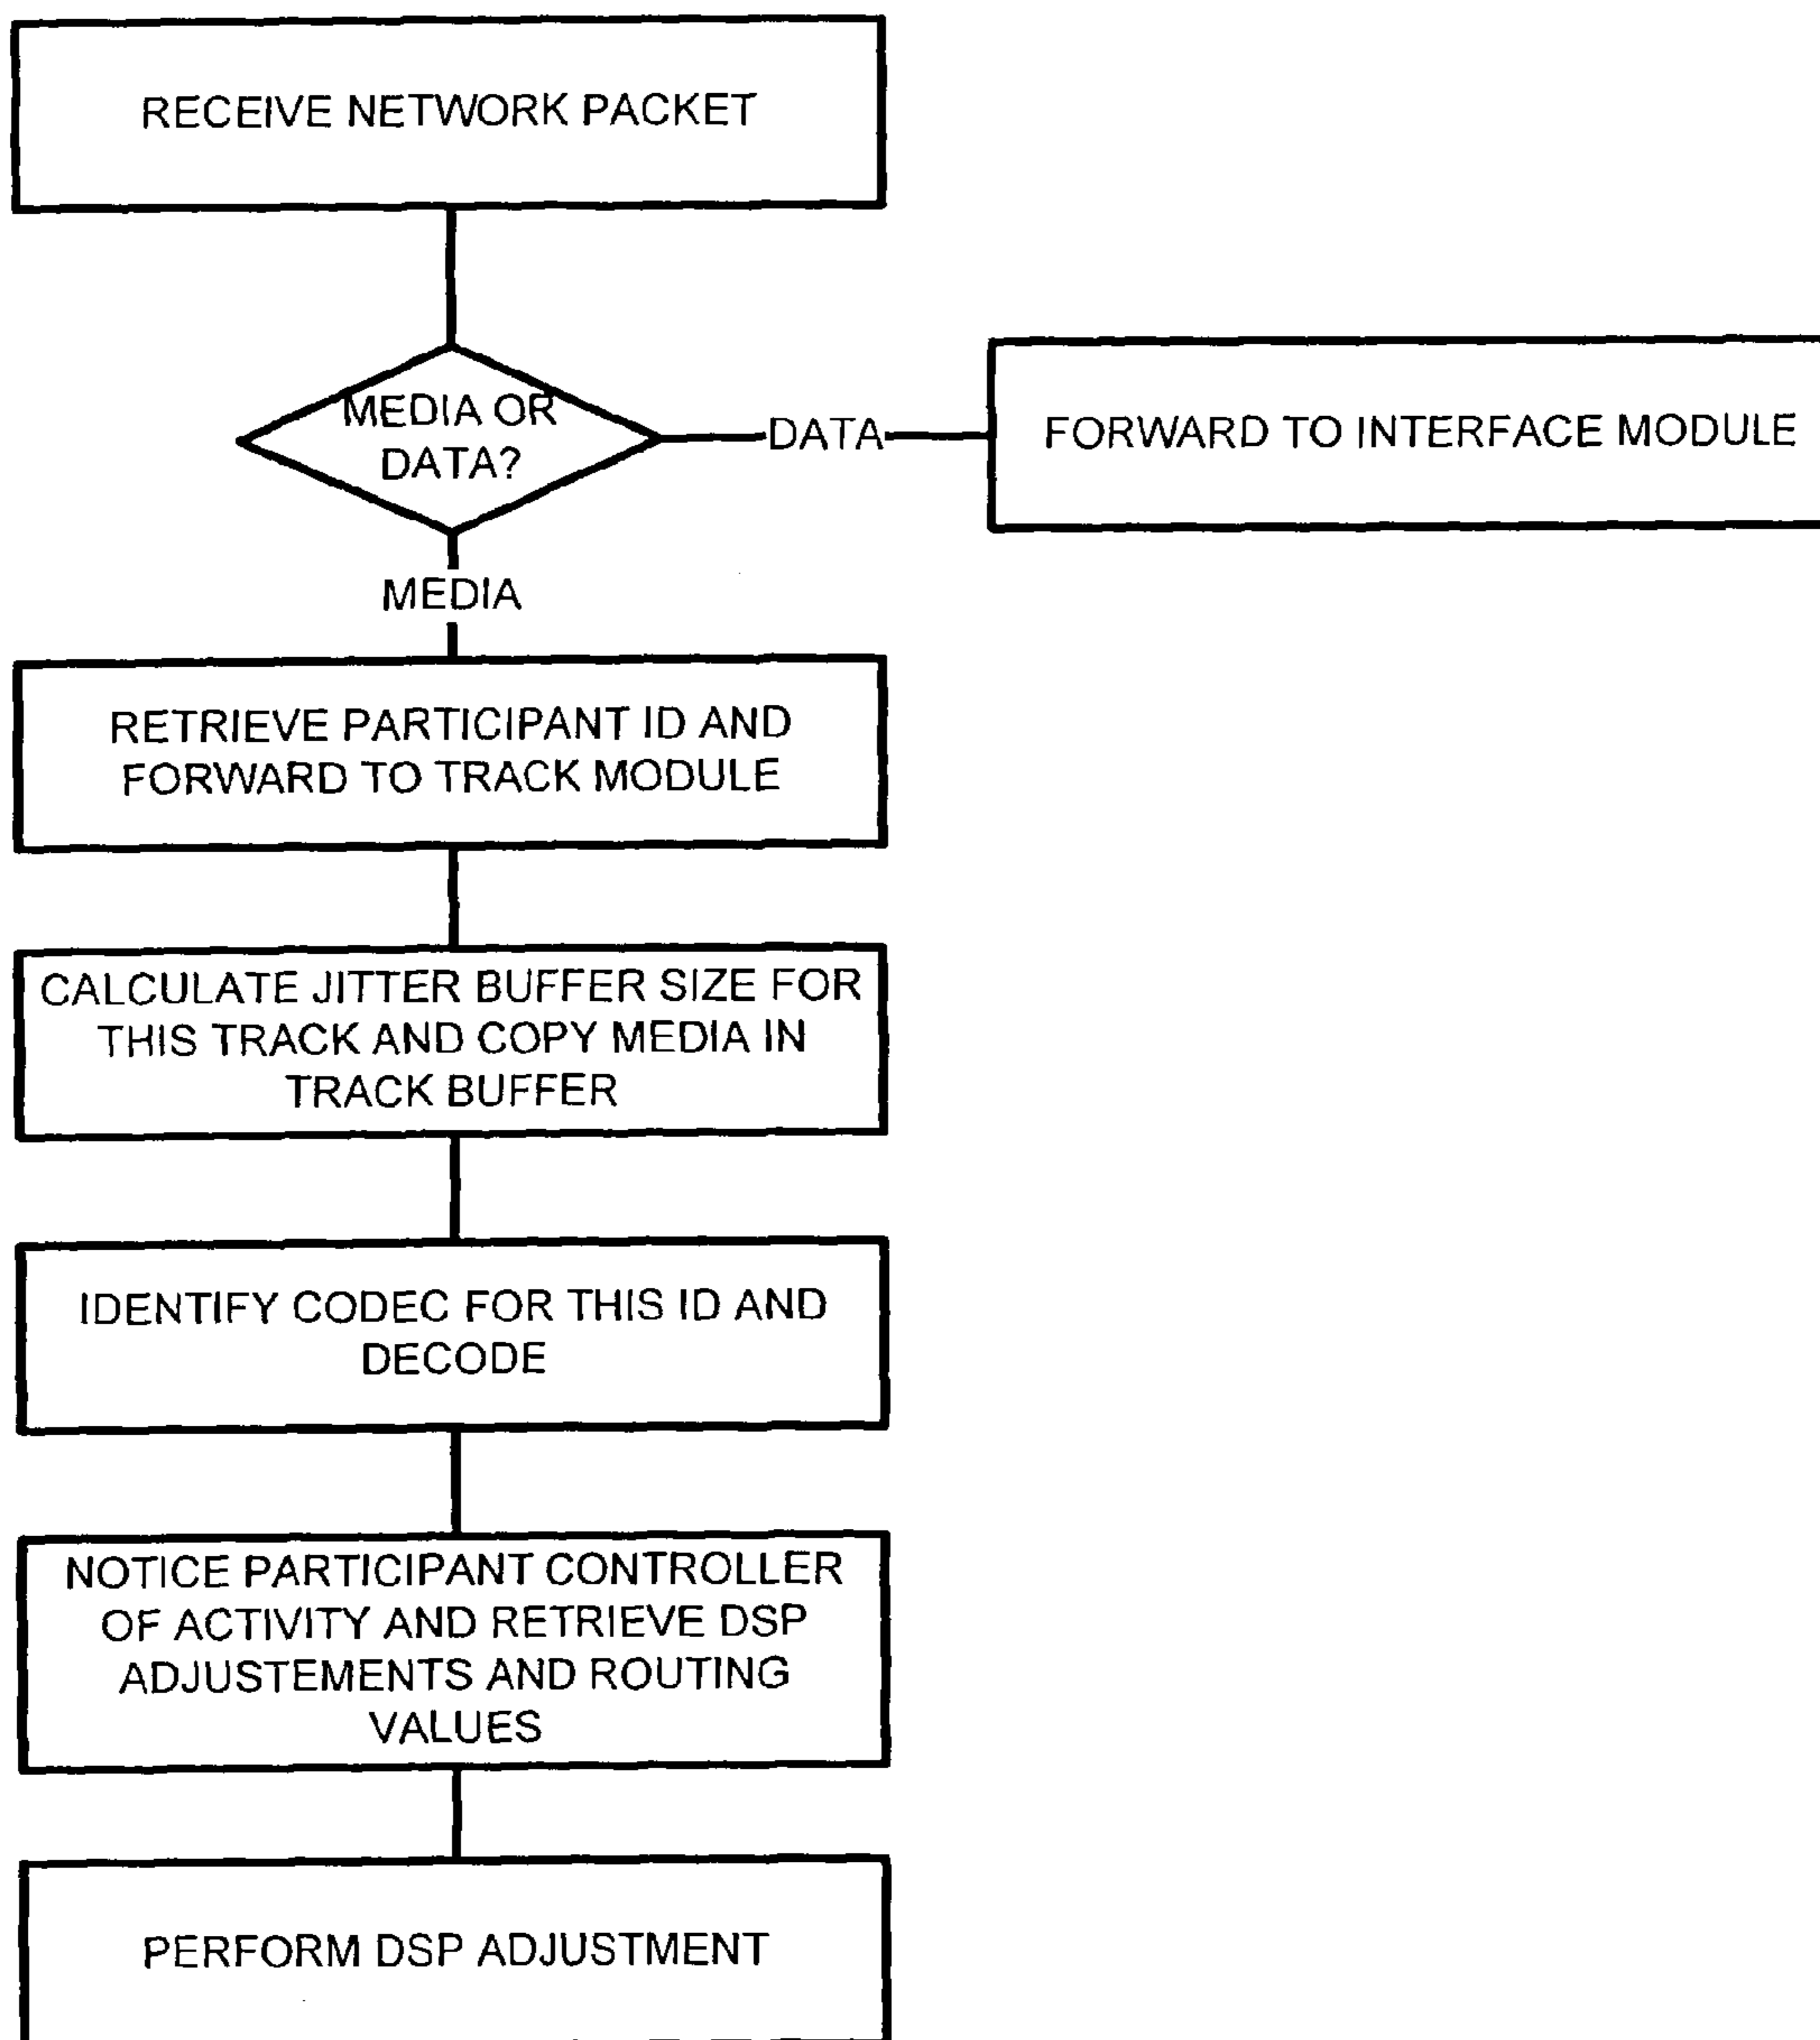 RECEIVE NETWORK PACKET
MEDIA OR
DATA?
DATA
FORWARD TO INTERFACE MODULE
MEDIA
RETRIEVE PARTICIPANT ID AND
FORWARD TO TRACK MODULE
CALCULATE JITTER BUFFER SIZE FOR
THIS TRACK AND COPY MEDIA IN
TRACK BUFFER
IDENTIFY CODEC FOR THIS ID AND
DECODE
NOTICE PARTICIPANT CONTROLLER
OF ACTIVITY AND RETRIEVE DSP
ADJUSTEMENTS AND ROUTING
VALUES
PERFORM DSP ADJUSTMENT